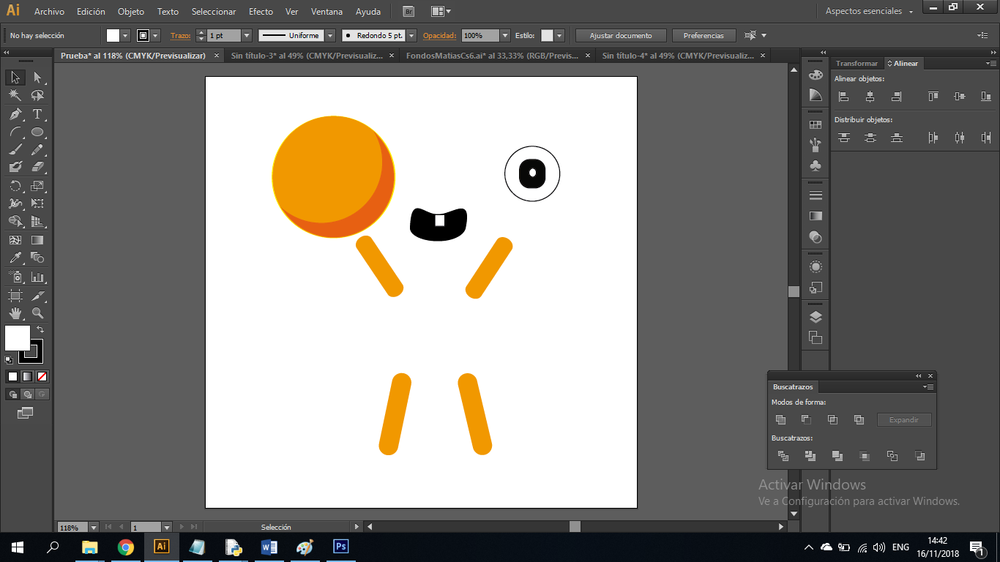 Ai Archivo Edición Objeto Texto Seleccionar Efecto Ver Ventana Ayuda Br Aspectos esenciales
No hay selección Trazo: 1 pt Uniforme Redondo 5 pt. Opacidad: 100% Estilo: Ajustar documento Preferencias
Prueba* al 118% (CMYK/Previsualizar) Sin título-3* al 49% (CMYK/Previsualiz... FondosMatiasCs6.ai* al 33,33% (RGB/Previs... Sin título-4* al 49% (CMYK/Previsualiz...
Transformar Alinear
Alinear objetos:
Distribuir objetos:
Buscatrazos
Modos de forma:
Expandir
Buscatrazos:
Activar Windows
Ve a Configuración para activar Windows.
118% 1 Selección
Ai W Ps ENG 14:42
16/11/2018 1